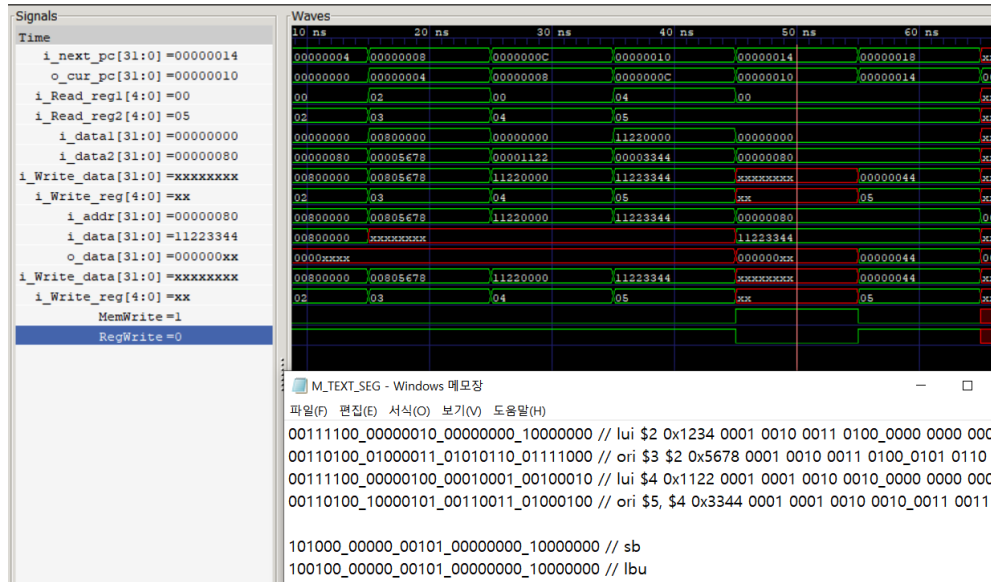 Signals
Waves
Time
10 ns 20 ns 30 ns 40 ns 50 ns 60 ns
i_next_pc[31:0] =00000014 00000004 00000008 0000000C 00000010 00000014 00000018
o_cur_pc[31:0] =00000010 00000000 00000004 00000008 0000000C 00000010 00000014
i_Read_reg1[4:0] =00 00 02 00 04 00
i_Read_reg2[4:0] =05 02 03 04 05
i_data1[31:0] =00000000 00000000 00800000 00000000 11220000 00000000
i_data2[31:0] =00000080 00000080 00005678 00001122 00003344 00000080
i_Write_data[31:0] =xxxxxxxx 00800000 00805678 11220000 11223344 xxxxxxxx 00000044
i_Write_reg[4:0] =xx 02 03 04 05 xx 05
i_addr[31:0] =00000080 00800000 00805678 11220000 11223344 00000080
i_data[31:0] =11223344 00800000 xxxxxxxx 11223344
o_data[31:0] =000000xx 0000xxxx 000000xx 00000044
i_Write_data[31:0] =xxxxxxxx 00800000 00805678 11220000 11223344 xxxxxxxx 00000044
i_Write_reg[4:0] =xx 02 03 04 05 xx 05
MemWrite =1
RegWrite =0
M_TEXT_SEG - Windows 메모장
파일(F) 편집(E) 서식(O) 보기(V) 도움말(H)
00111100_00000010_00000000_10000000 // lui $2 0x1234 0001 0010 0011 0100_0000 0000 000
00110100_01000011_01010110_01111000 // ori $3 $2 0x5678 0001 0010 0011 0100_0101 0110
00111100_00000100_00010001_00100010 // lui $4 0x1122 0001 0001 0010 0010_0000 0000 000
00110100_10000101_00110011_01000100 // ori $5, $4 0x3344 0001 0001 0010 0010_0011 0011
101000_00000_00101_00000000_10000000 // sb
100100_00000_00101_00000000_10000000 // lbu